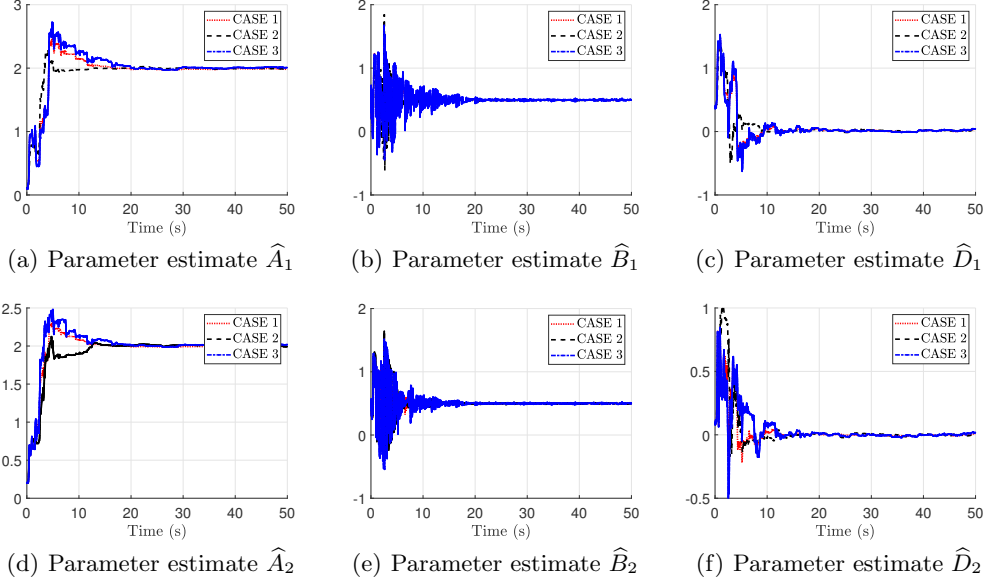 3
2
1
0
CASE 1
CASE 2
CASE 3
0 10 20 30 40 50
Time (s)
(a) Parameter estimate Â₁
2
1
0
-1
CASE 1
CASE 2
CASE 3
0 10 20 30 40 50
Time (s)
(b) Parameter estimate B̂₁
2
1
0
-1
CASE 1
CASE 2
CASE 3
0 10 20 30 40 50
Time (s)
(c) Parameter estimate D̂₁
2.5
2
1.5
1
0.5
0
CASE 1
CASE 2
CASE 3
0 10 20 30 40 50
Time (s)
(d) Parameter estimate Â₂
2
1
0
-1
CASE 1
CASE 2
CASE 3
0 10 20 30 40 50
Time (s)
(e) Parameter estimate B̂₂
1
0.5
0
-0.5
CASE 1
CASE 2
CASE 3
0 10 20 30 40 50
Time (s)
(f) Parameter estimate D̂₂